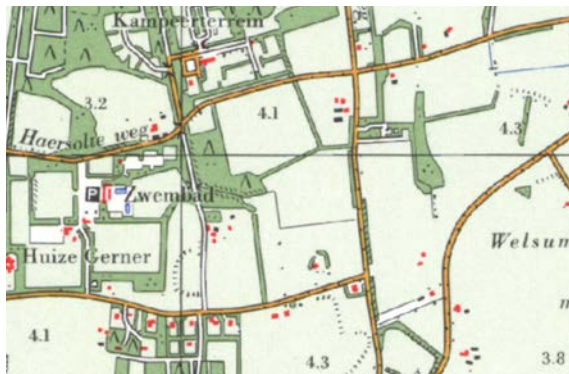 Kampeerterrein
3.2
4.1
4.3
Haersolte weg
P
Zwembad
Huize Gerner
Welsum
m
4.1
4.3
3.8